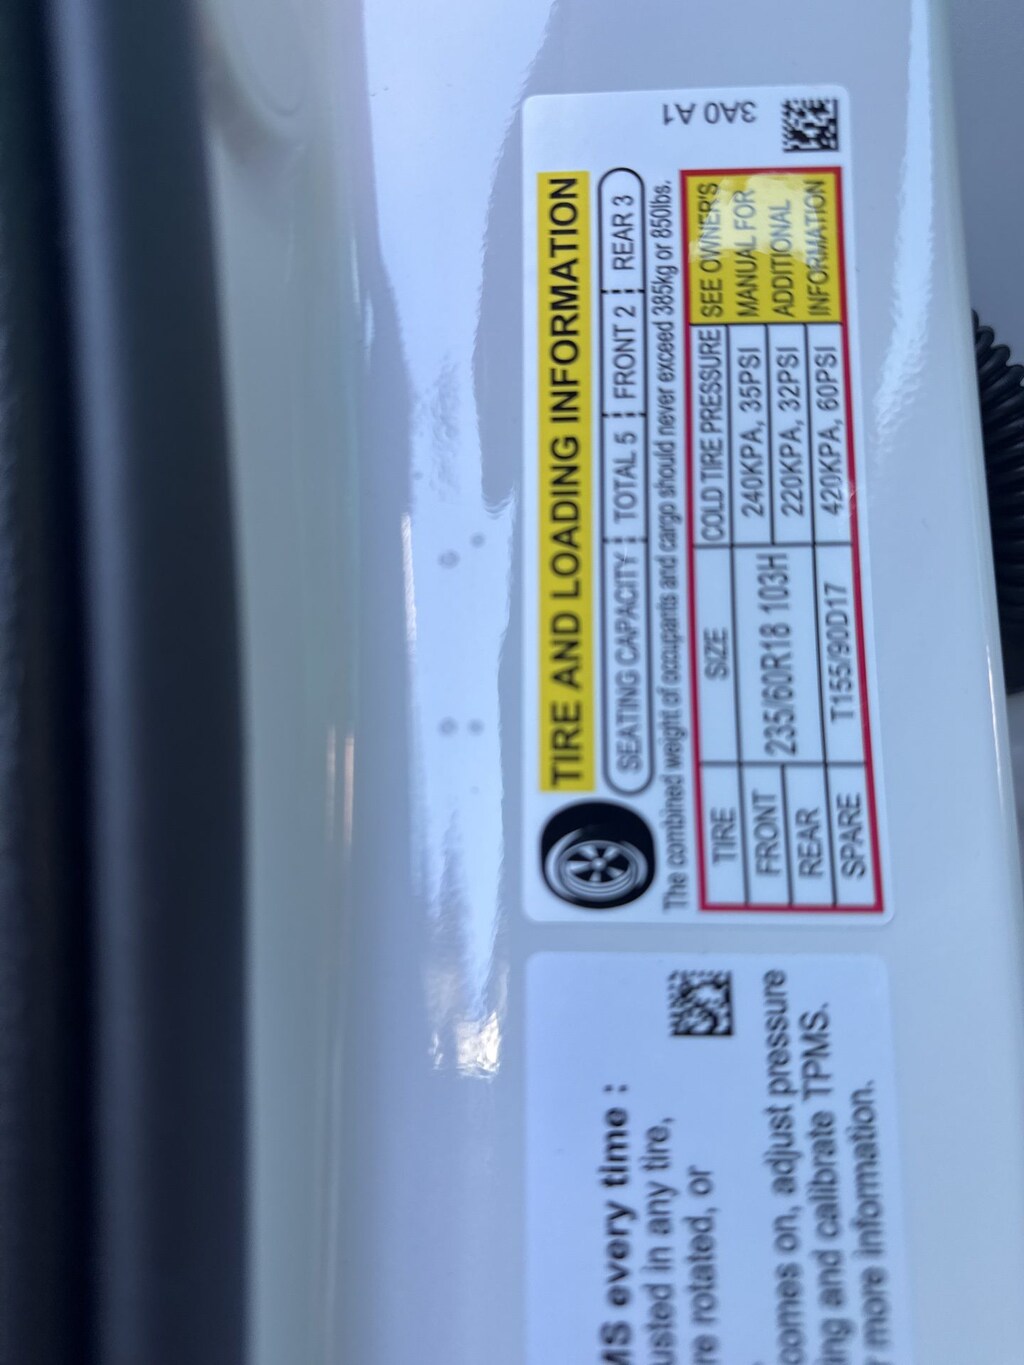 3A0 A1
TIRE AND LOADING INFORMATION
SEATING CAPACITY TOTAL 5 FRONT 2 REAR 3
The combined weight of occupants and cargo should never exceed 385kg or 850lbs.
TIRE SIZE COLD TIRE PRESSURE SEE OWNER'S
FRONT 235/60R18 103H 240KPA, 35PSI MANUAL FOR
REAR 220KPA, 32PSI ADDITIONAL
SPARE T155/90D17 420KPA, 60PSI INFORMATION
MS every time :
usted in any tire,
re rotated, or
comes on, adjust pressure
ing and calibrate TPMS.
more information.